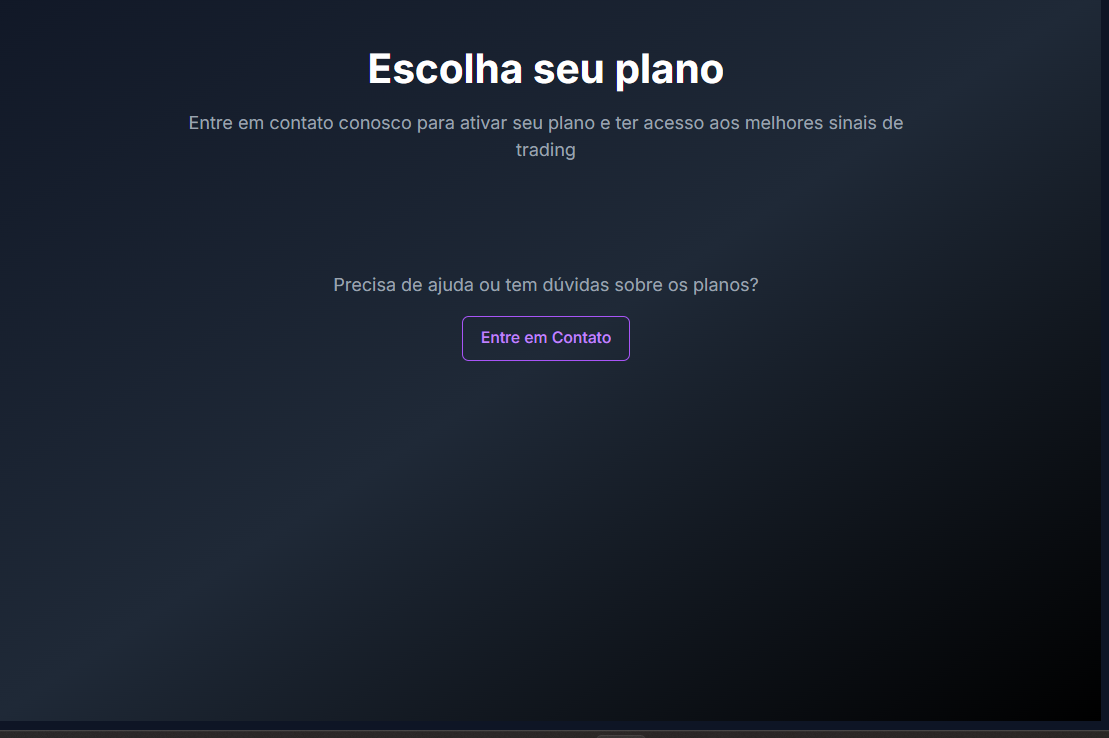 Escolha seu plano
Entre em contato conosco para ativar seu plano e ter acesso aos melhores sinais de
trading
Precisa de ajuda ou tem dúvidas sobre os planos?
Entre em Contato